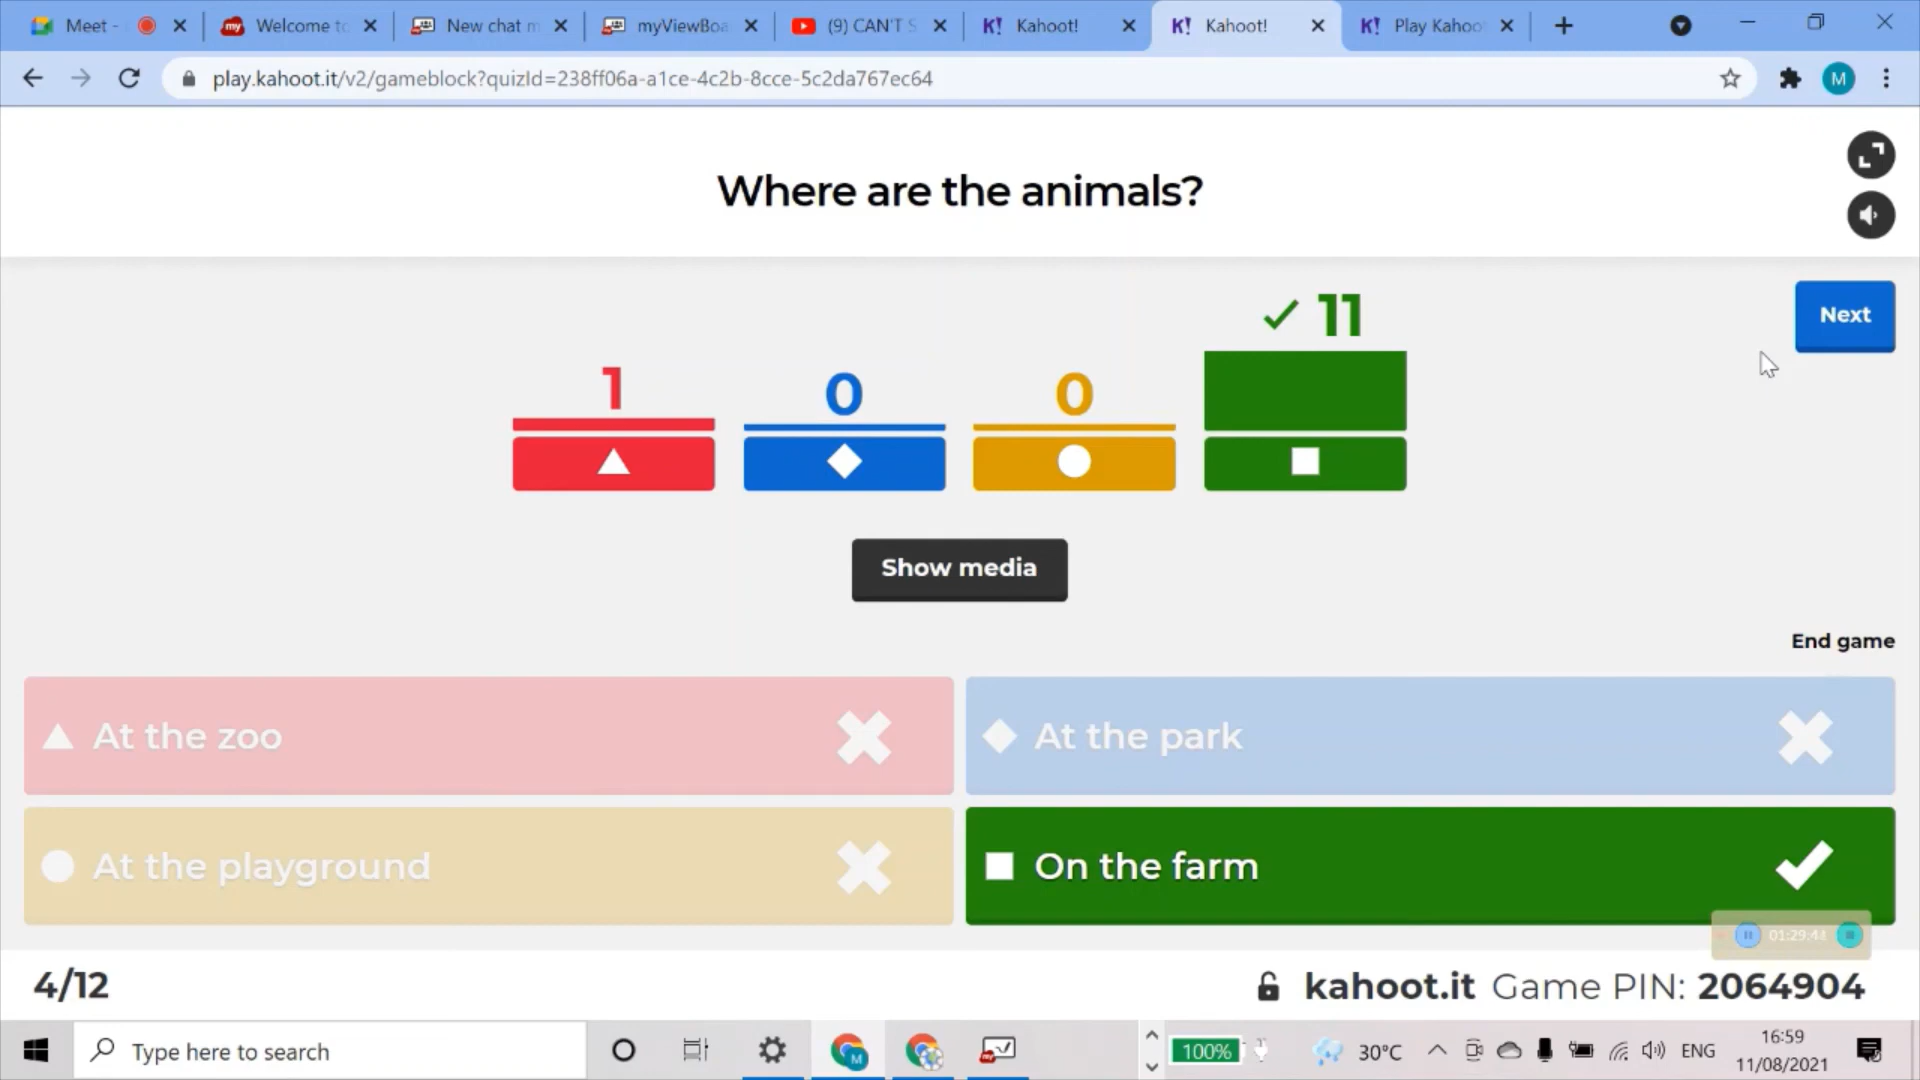 Meet -
Welcome to
New chat m
myViewBoa
(9) CAN'T S
Kahoot!
Kahoot!
Play Kahoo
play.kahoot.it/v2/gameblock?quizId=238ff06a-a1ce-4c2b-8cce-5c2da767ec64
M
Where are the animals?
Next
1
0
0
11
Show media
End game
At the zoo
At the park
At the playground
On the farm
4/12
kahoot.it Game PIN: 2064904
Type here to search
100%
30°C
ENG
16:59
11/08/2021